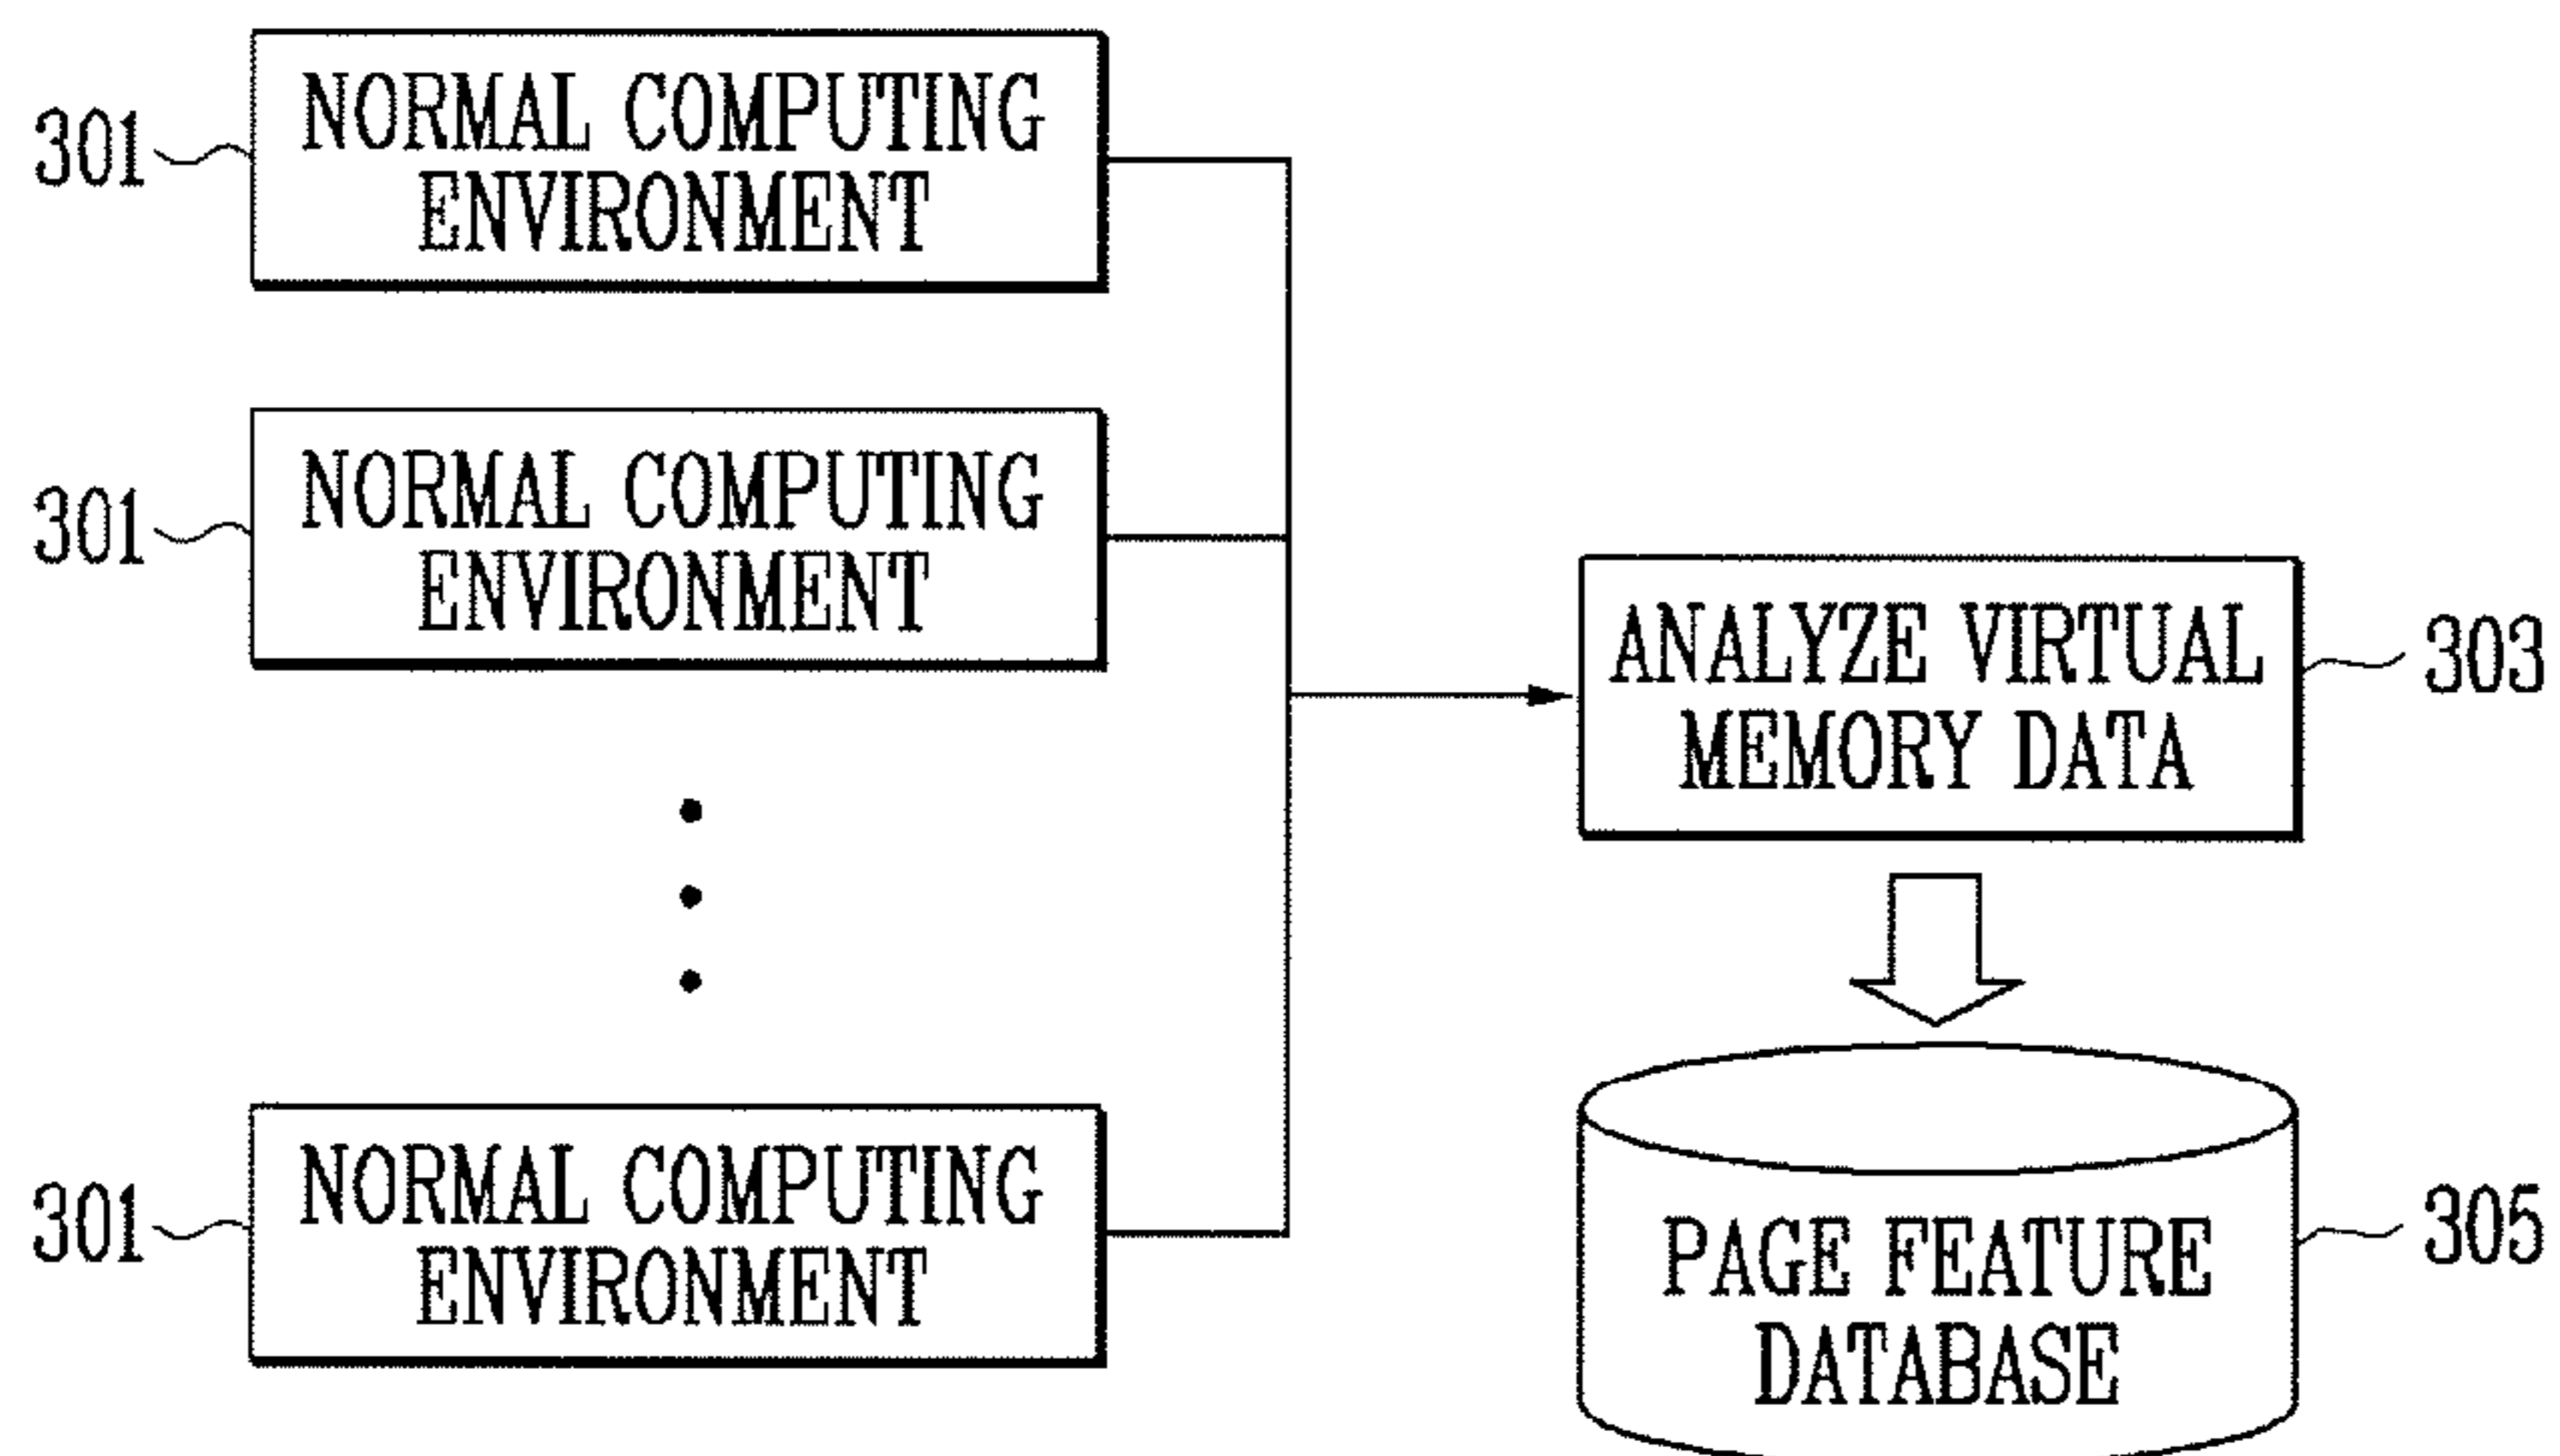 301
NORMAL COMPUTING
ENVIRONMENT
301
NORMAL COMPUTING
ENVIRONMENT
301
NORMAL COMPUTING
ENVIRONMENT
ANALYZE VIRTUAL
MEMORY DATA
303
PAGE FEATURE
DATABASE
305